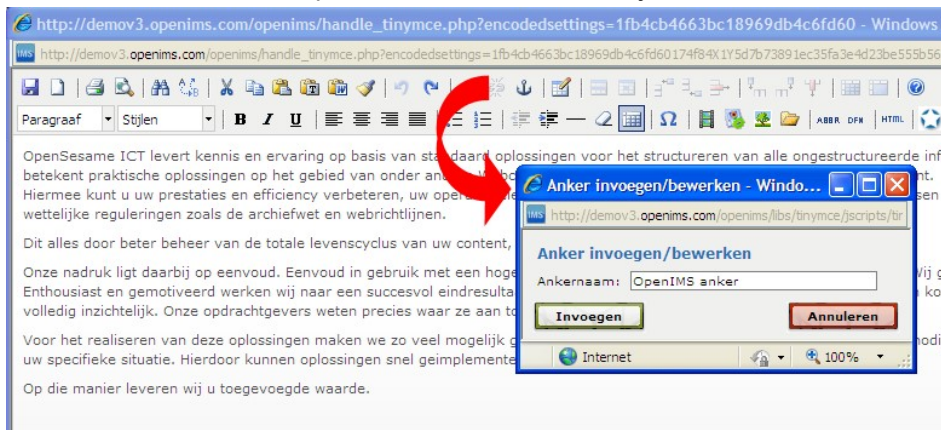 http://demov3.openims.com/openims/handle_tinymce.php?encodedsettings=1fb4cb4663bc18969db4c6fd60 - Windows
http://demov3.openims.com/openims/handle_tinymce.php?encodedsettings=1fb4cb4663bc18969db4c6fd60174f84X1Y5d7b73891ec35fa3e4d23be555b56
Paragraaf Stijlen B I U ABBR DFN HTML
OpenSesame ICT levert kennis en ervaring op basis van standaard oplossingen voor het structureren van alle ongestructureerde inf
betekent praktische oplossingen op het gebied van onder
Hiermee kunt u uw prestaties en efficiency verbeteren, uw
wettelijke reguleringen zoals de archiefwet en webrichtlijnen.
Dit alles door beter beheer van de totale levenscyclus van uw content,
Onze nadruk ligt daarbij op eenvoud. Eenvoud in gebruik met een hoge
Enthousiast en gemotiveerd werken wij naar een succesvol eindresulta
volledig inzichtelijk. Onze opdrachtgevers weten precies waar ze aan to
Voor het realiseren van deze oplossingen maken we zo veel mogelijk g
uw specifieke situatie. Hierdoor kunnen oplossingen snel geimplemente
Op die manier leveren wij u toegevoegde waarde.
Anker invoegen/bewerken - Windo...
http://demov3.openims.com/openims/libs/tinymce/jscripts/tir
Anker invoegen/bewerken
Ankernaam: OpenIMS anker
Invoegen Annuleren
Internet 100%